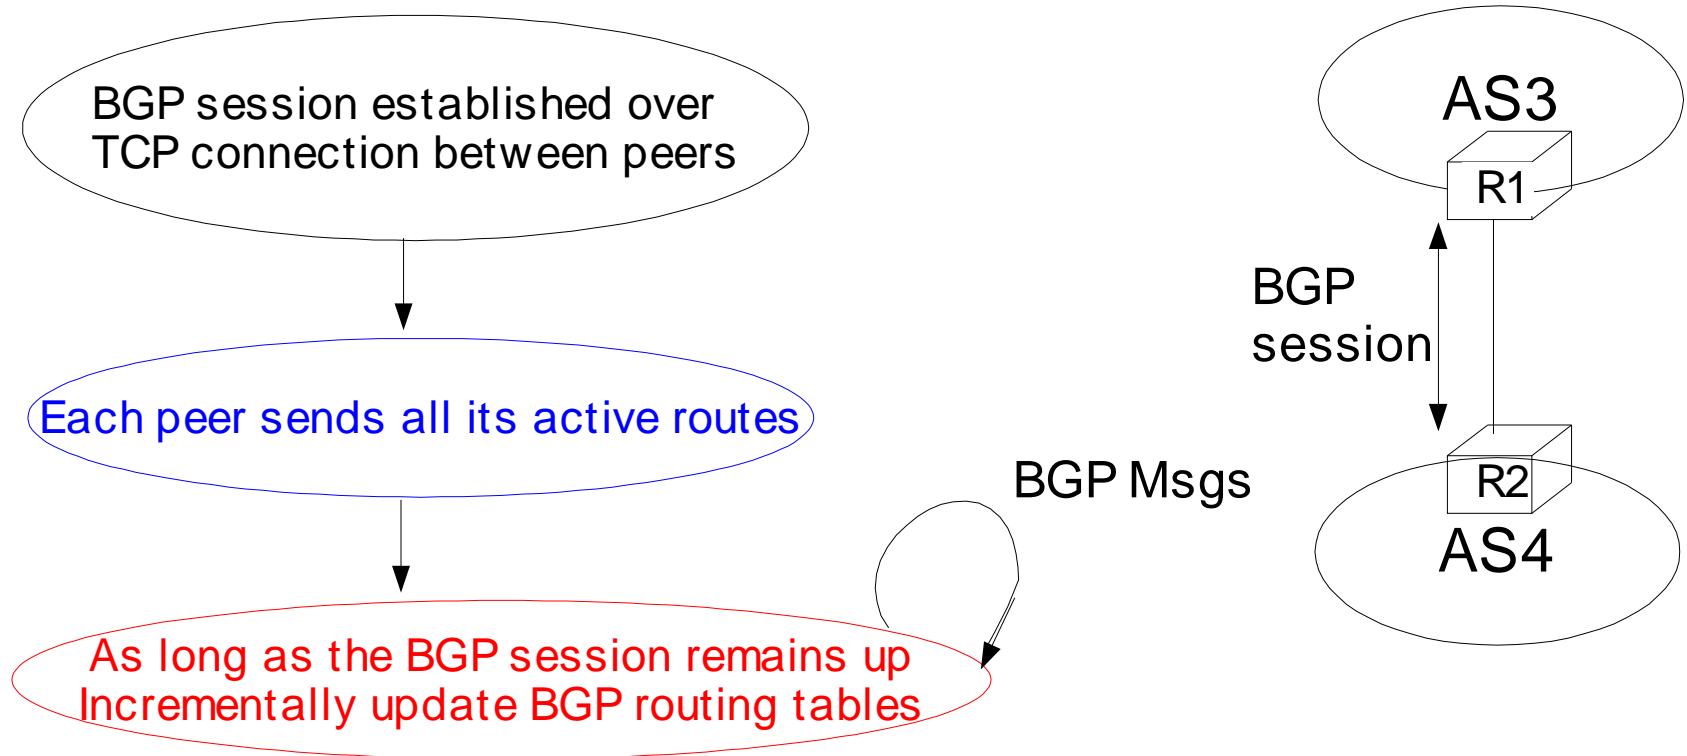 BGP session established over
TCP connection between peers
Each peer sends all its active routes
BGP Msgs
As long as the BGP session remains up
Incrementally update BGP routing tables
AS3
R1
BGP
session
R2
AS4